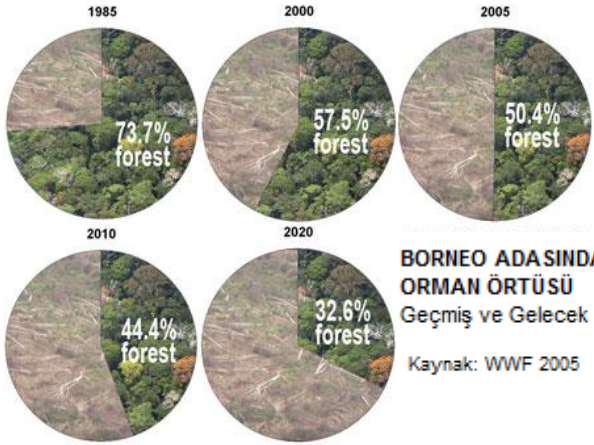 1985
73.7%
forest
2000
57.5%
forest
2005
50.4%
forest
2010
44.4%
forest
2020
32.6%
forest
BORNEO ADASINDA
ORMAN ÖRTÜSÜ
Geçmiş ve Gelecek
Kaynak: WWF 2005